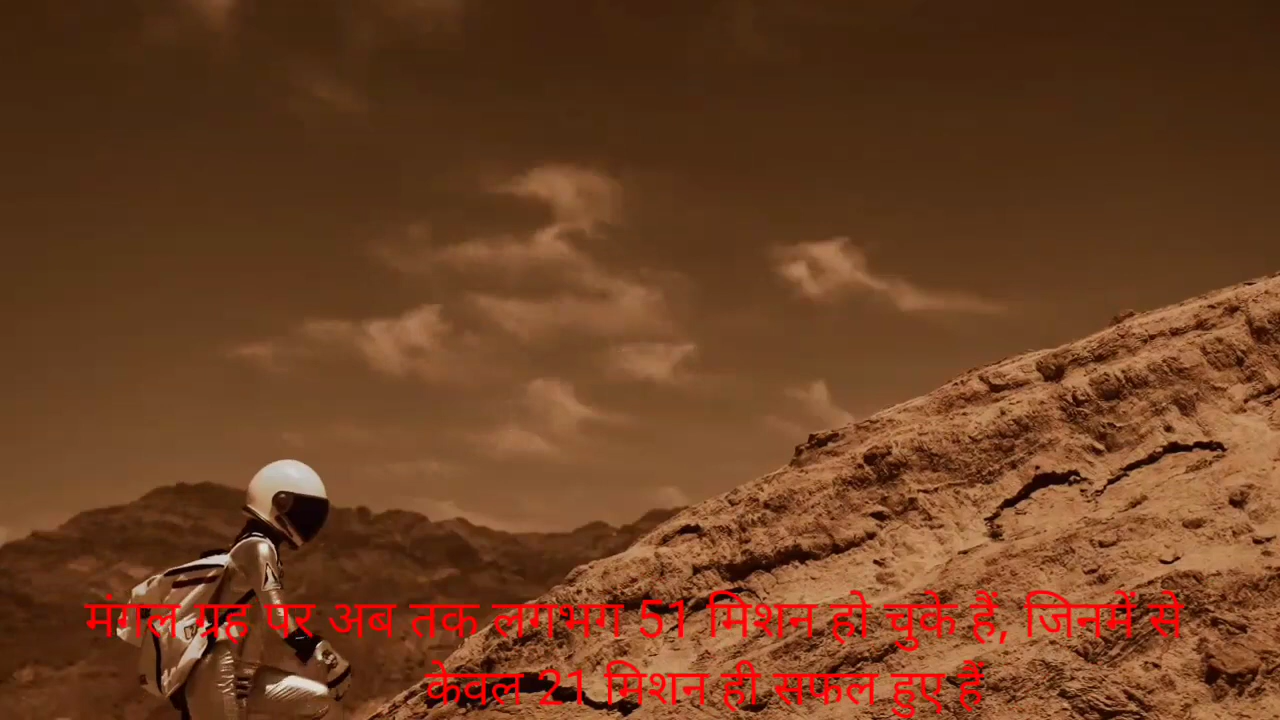 मंगल ग्रह पर अब तक लगभग 51 मिशन हो चुके हैं, जिनमें से
केवल 21 मिशन ही सफल हुए हैं